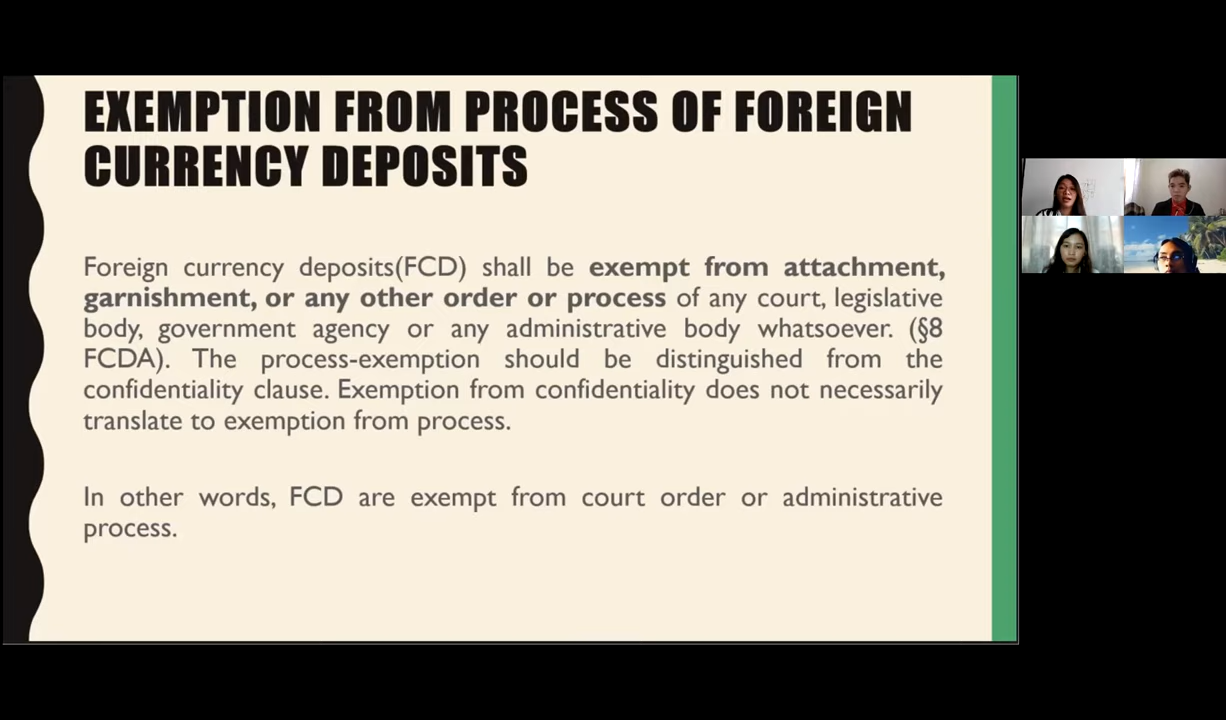 EXEMPTION FROM PROCESS OF FOREIGN
CURRENCY DEPOSITS
Foreign currency deposits(FCD) shall be exempt from attachment,
garnishment, or any other order or process of any court, legislative
body, government agency or any administrative body whatsoever. (§8
FCDA). The process-exemption should be distinguished from the
confidentiality clause. Exemption from confidentiality does not necessarily
translate to exemption from process.
In other words, FCD are exempt from court order or administrative
process.